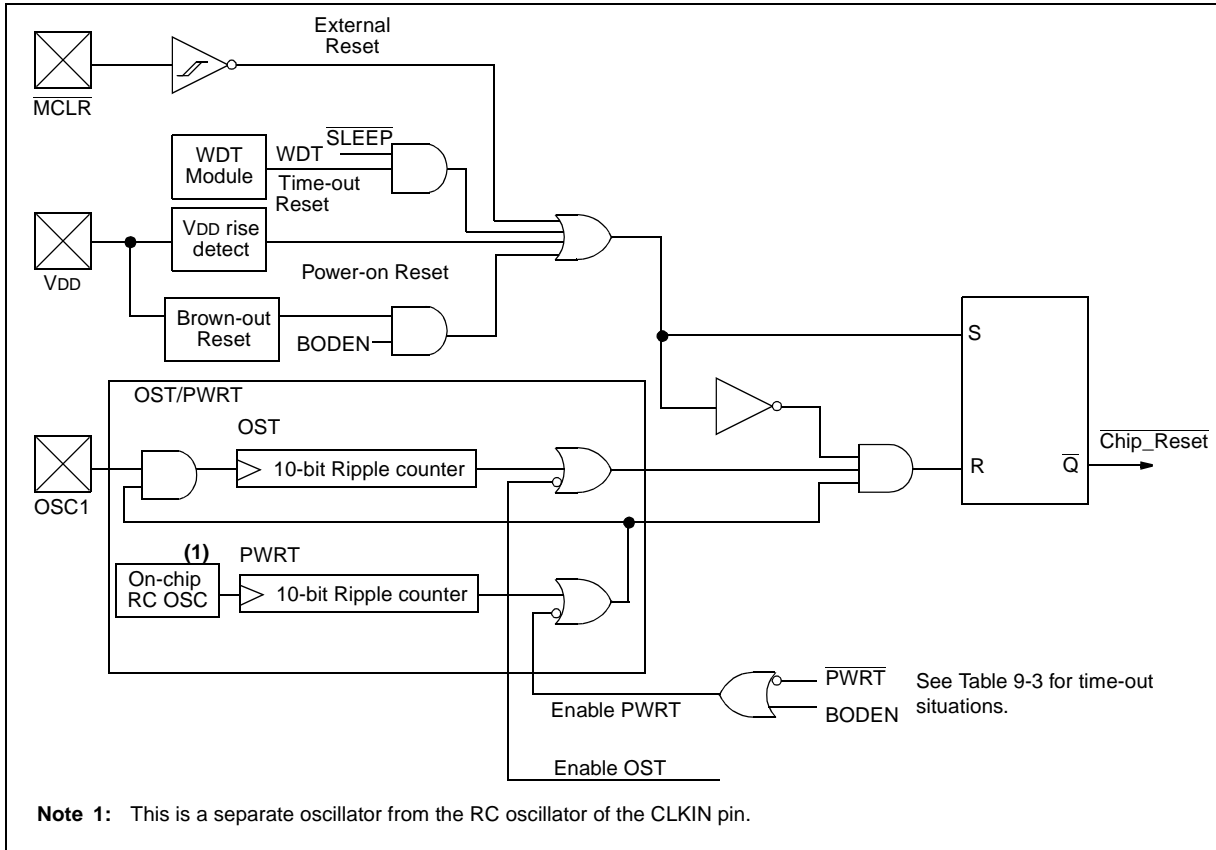 External
Reset
MCLR
SLEEP
WDT
Module
WDT
Time-out
Reset
VDD rise
detect
VDD
Power-on Reset
Brown-out
Reset
BODEN
S
OST/PWRT
OST
Chip_Reset
10-bit Ripple counter
R
Q
OSC1
(1)
PWRT
On-chip
RC OSC
10-bit Ripple counter
PWRT
See Table 9-3 for time-out
situations.
Enable PWRT
BODEN
Enable OST
Note 1: This is a separate oscillator from the RC oscillator of the CLKIN pin.